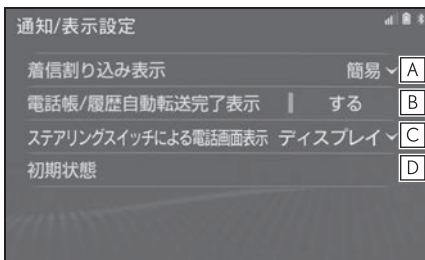 通知/表示設定
着信割り込み表示 簡易 A
電話帳/履歴自動転送完了表示 する B
ステアリングスイッチによる電話画面表示 ディスプレイ C
初期状態 D